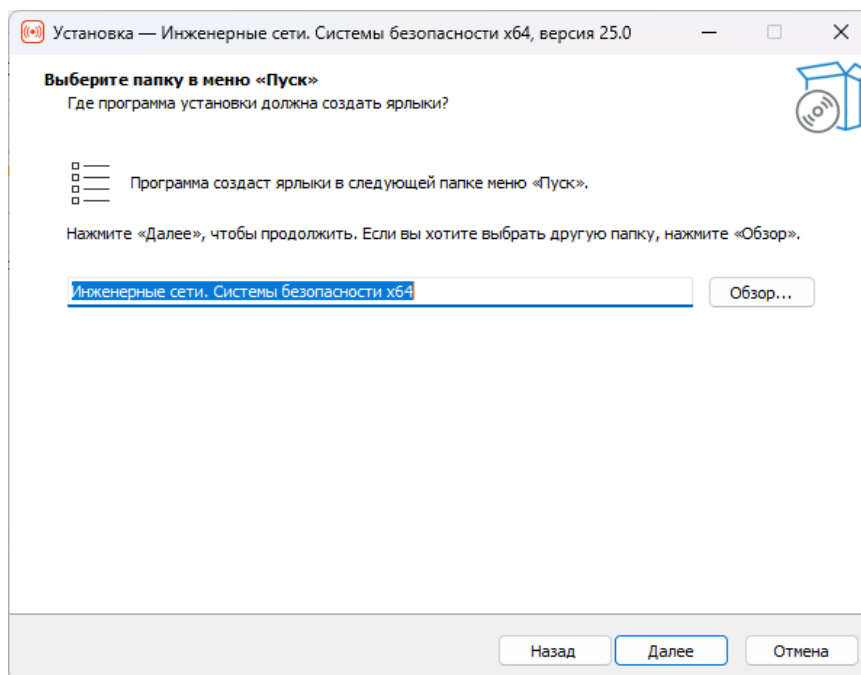 Установка — Инженерные сети. Системы безопасности x64, версия 25.0
Выберите папку в меню «Пуск»
Где программа установки должна создать ярлыки?
Программа создаст ярлыки в следующей папке меню «Пуск».
Нажмите «Далее», чтобы продолжить. Если вы хотите выбрать другую папку, нажмите «Обзор».
Инженерные сети. Системы безопасности x64
Обзор...
Назад
Далее
Отмена